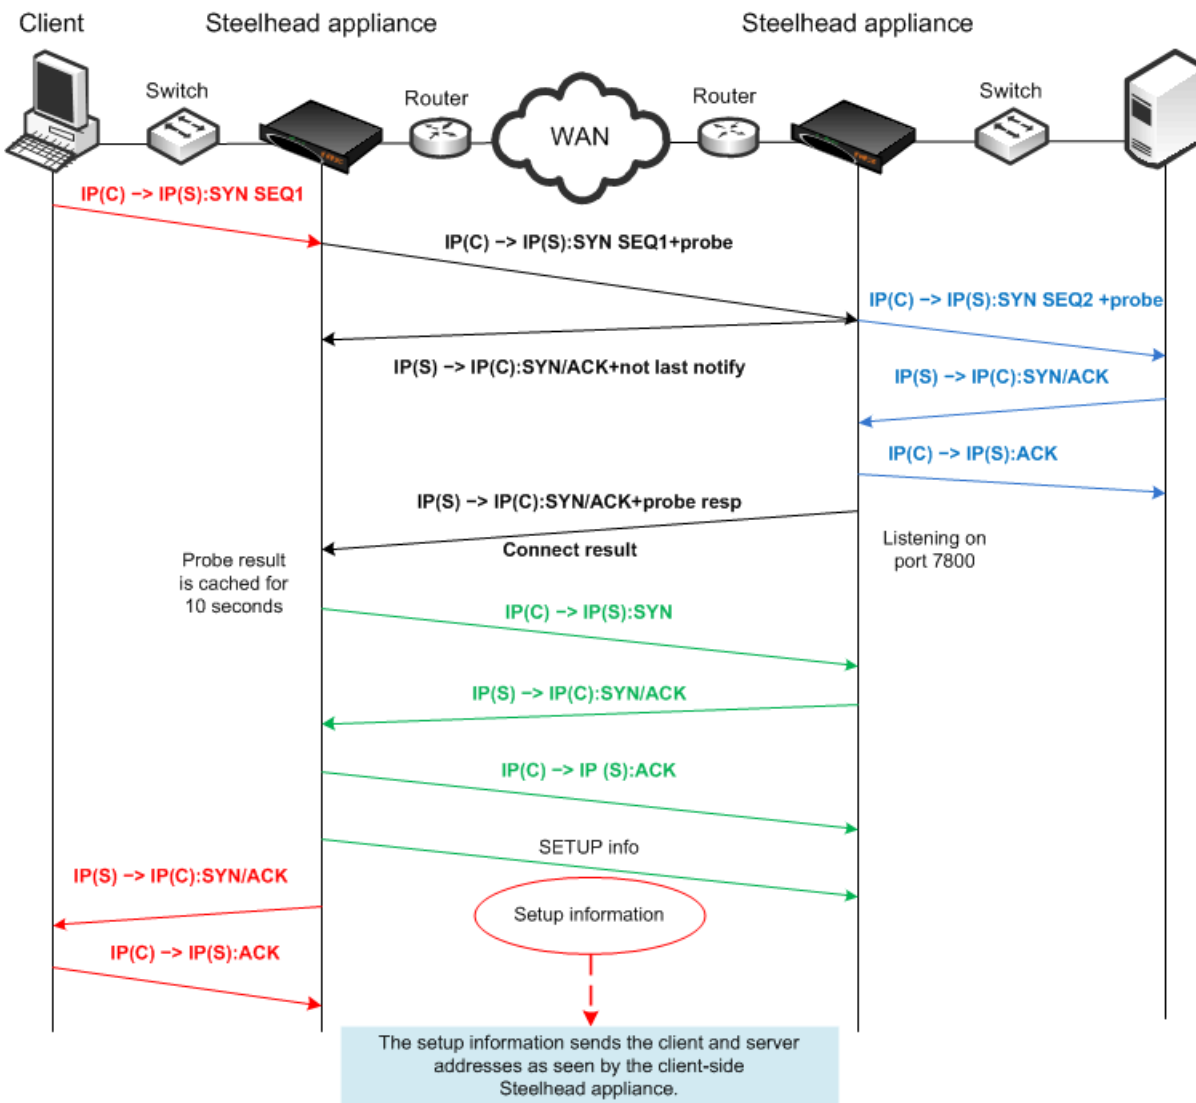 Client
Steelhead appliance
Steelhead appliance
Switch
Router
WAN
Router
Switch
IP(C) −> IP(S):SYN SEQ1
IP(C) −> IP(S):SYN SEQ1+probe
IP(C) −> IP(S):SYN SEQ2 +probe
IP(S) −> IP(C):SYN/ACK+not last notify
IP(S) −> IP(C):SYN/ACK
IP(C) −> IP(S):ACK
IP(S) −> IP(C):SYN/ACK+probe resp
Connect result
Listening on
port 7800
Probe result
is cached for
10 seconds
IP(C) −> IP(S):SYN
IP(S) −> IP(C):SYN/ACK
IP(C) −> IP (S):ACK
SETUP info
IP(S) −> IP(C):SYN/ACK
Setup information
IP(C) −> IP(S):ACK
The setup information sends the client and server
addresses as seen by the client-side
Steelhead appliance.